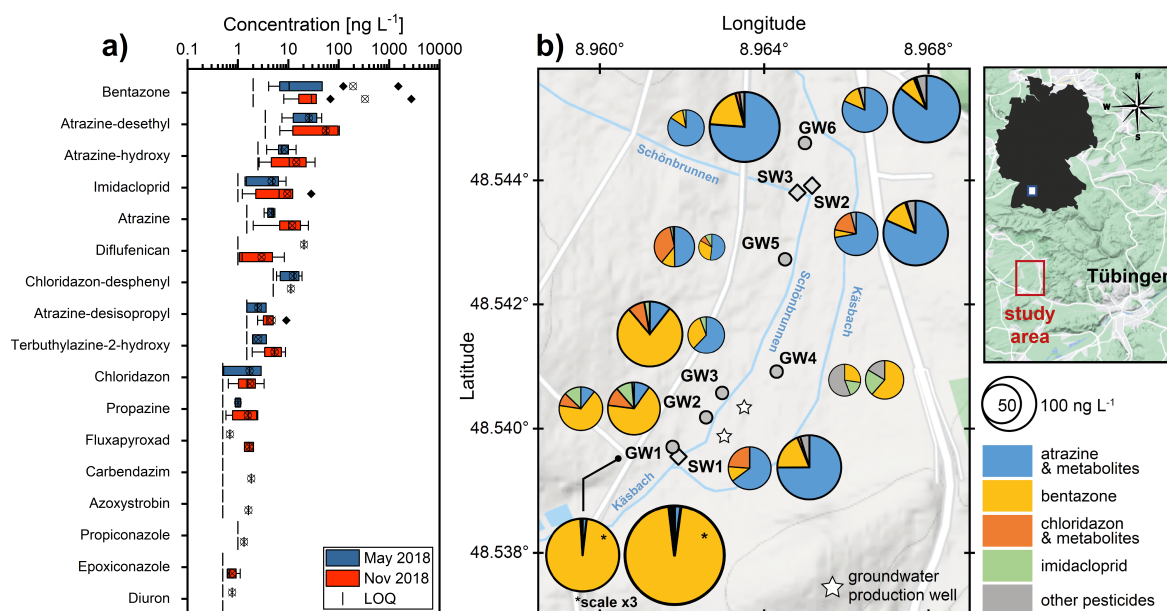 a)
Concentration [ng L⁻¹]
0.1 1 10 100 1000 10000
Bentazone
Atrazine-desethyl
Atrazine-hydroxy
Imidacloprid
Atrazine
Diflufenican
Chloridazon-desphenyl
Atrazine-desisopropyl
Terbuthylazine-2-hydroxy
Chloridazon
Propazine
Fluxapyroxad
Carbendazim
Azoxystrobin
Propiconazole
Epoxiconazole
Diuron
May 2018
Nov 2018
LOQ
b)
Longitude
8.960° 8.964° 8.968°
Latitude
48.544°
48.542°
48.540°
48.538°
GW6
Schönbrunnen
SW3
SW2
GW5
Schönbrunnen
Käsbach
GW4
GW3
GW2
GW1
SW1
Käsbach
*
*
*scale x3
groundwater
production well
N
W
E
S
Tübingen
study
area
50 100 ng L⁻¹
atrazine
& metabolites
bentazone
chloridazon
& metabolites
imidacloprid
other pesticides